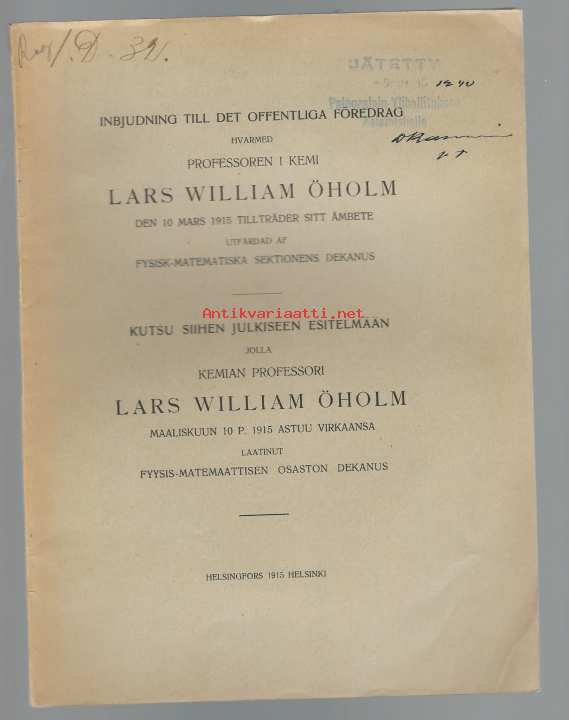 JÄTETTY
1240
INBJUDNING TILL DET OFFENTLIGA FÖREDRAG
HVARMED
PROFESSOREN I KEMI
LARS WILLIAM ÖHOLM
DEN 10 MARS 1915 TILLTRÄDER SITT ÄMBETE
UTFÄRDAD AF
FYSISK-MATEMATISKA SEKTIONENS DEKANUS
Antikvariaatti.net
KUTSU SIIHEN JULKISEEN ESITELMÄÄN
JOLLA
KEMIAN PROFESSORI
LARS WILLIAM ÖHOLM
MAALISKUUN 10 P. 1915 ASTUU VIRKAANSA
LAATINUT
FYYSIS-MATEMAATTISEN OSASTON DEKANUS
HELSINGFORS 1915 HELSINKI